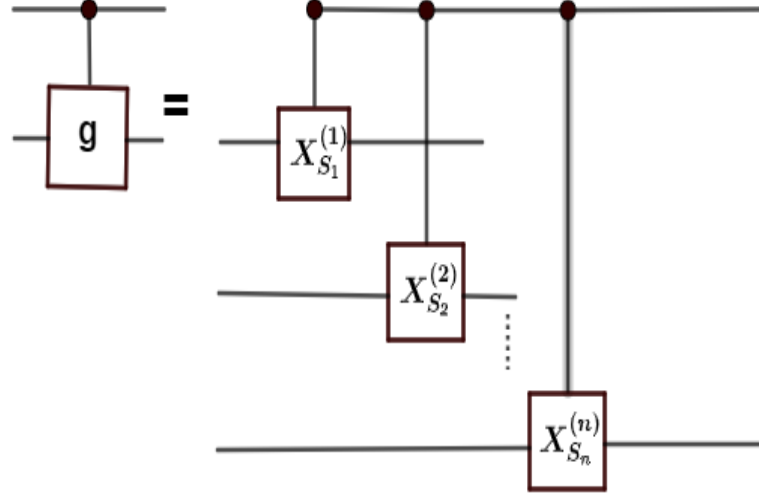 g
=
X_{S_1}^{(1)}
X_{S_2}^{(2)}
X_{S_n}^{(n)}